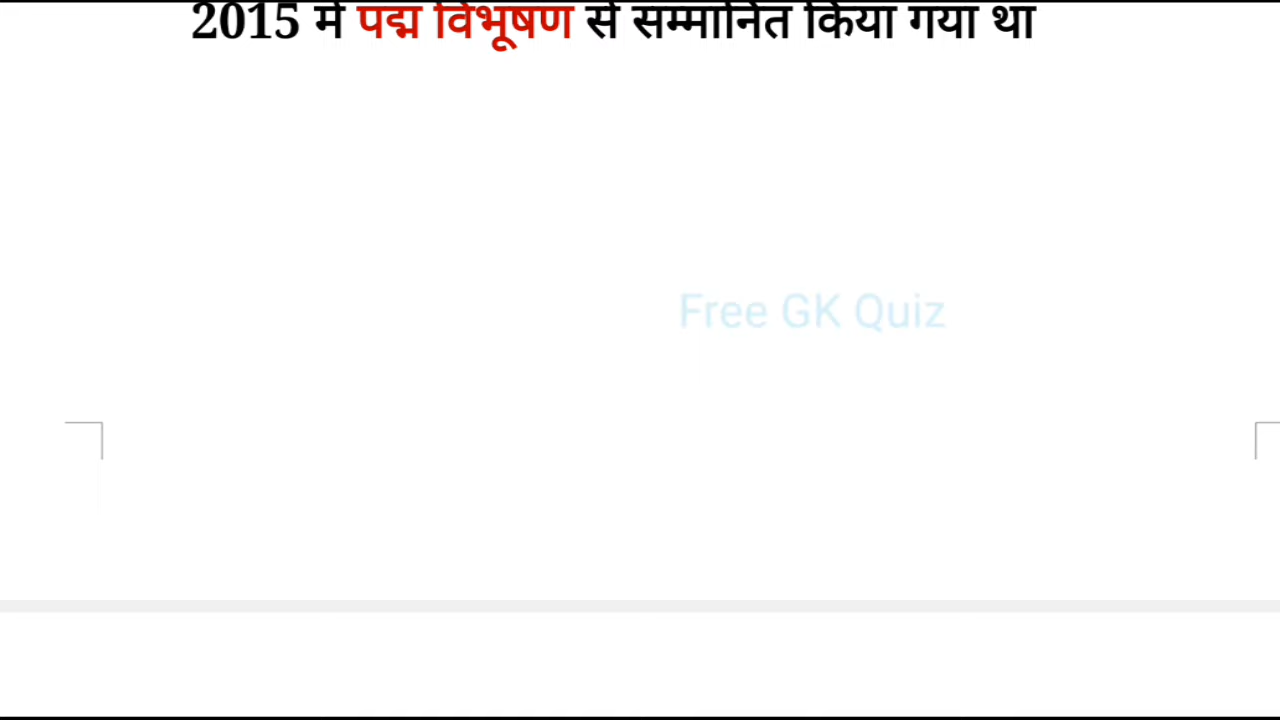 2015 में पद्म विभूषण से सम्मानित किया गया था
Free GK Quiz